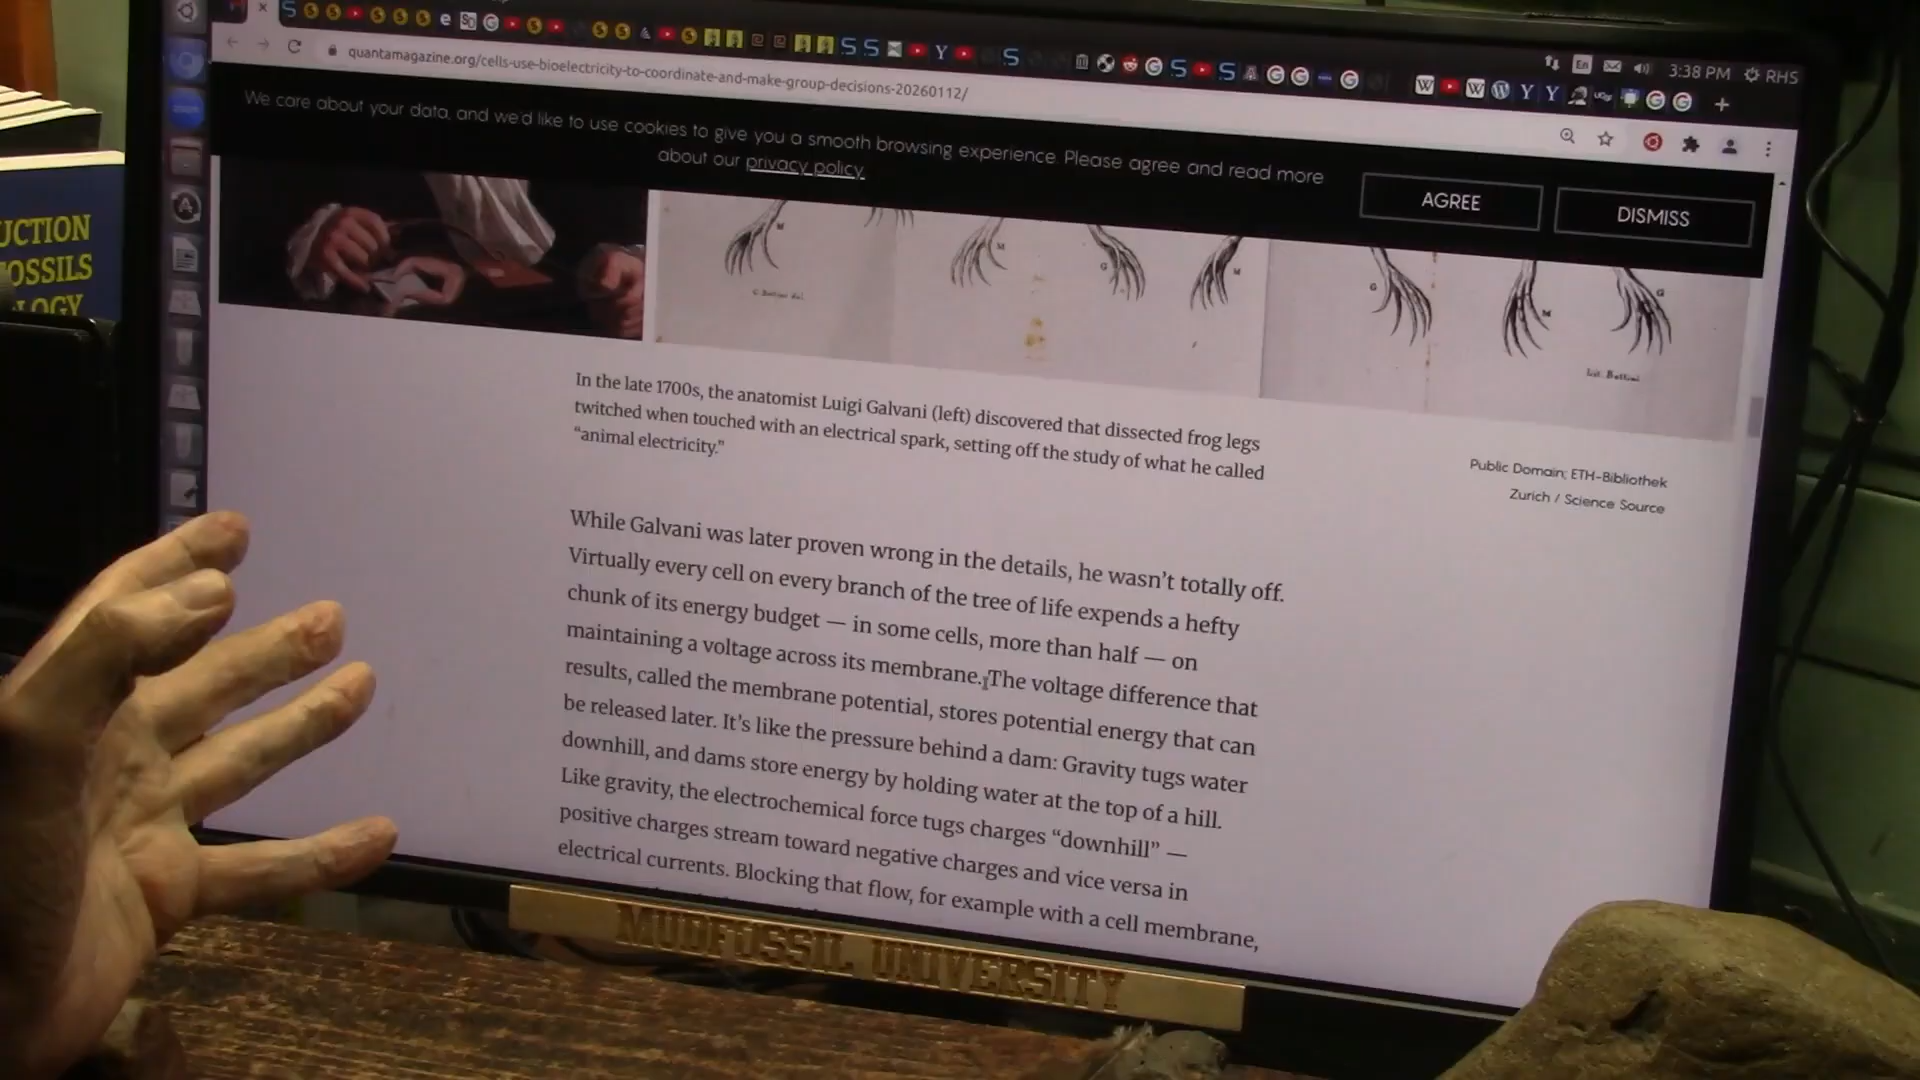 3:38 PM
RHS
En
quantamagazine.org/cells-use-bioelectricity-to-coordinate-and-make-group-decisions-20260112/
We care about your data, and we'd like to use cookies to give you a smooth browsing experience. Please agree and read more
about our privacy policy.
AGREE
DISMISS
In the late 1700s, the anatomist Luigi Galvani (left) discovered that dissected frog legs
twitched when touched with an electrical spark, setting off the study of what he called
“animal electricity.”
Public Domain; ETH-Bibliothek
Zurich / Science Source
While Galvani was later proven wrong in the details, he wasn’t totally off.
Virtually every cell on every branch of the tree of life expends a hefty
chunk of its energy budget — in some cells, more than half — on
maintaining a voltage across its membrane. The voltage difference that
results, called the membrane potential, stores potential energy that can
be released later. It’s like the pressure behind a dam: Gravity tugs water
downhill, and dams store energy by holding water at the top of a hill.
Like gravity, the electrochemical force tugs charges “downhill” —
positive charges stream toward negative charges and vice versa in
electrical currents. Blocking that flow, for example with a cell membrane,
MUDFOSSIL UNIVERSITY
UCTION
OSSILS
LOGY